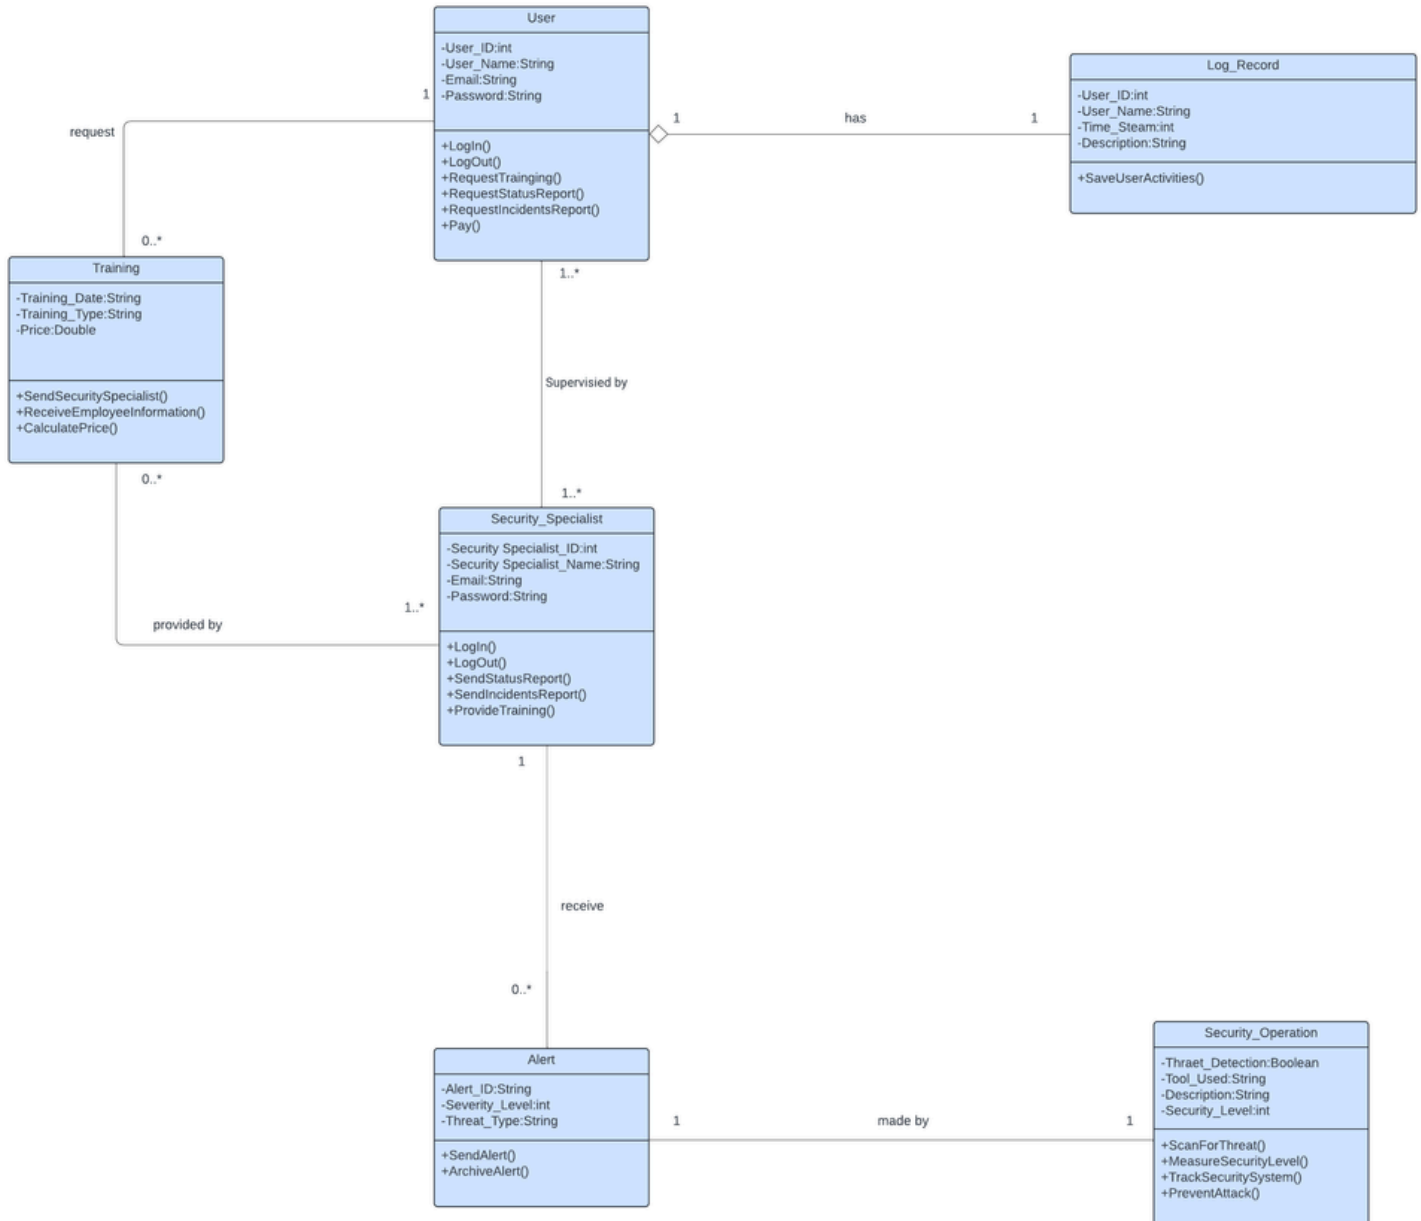 User
-User_ID:int
-User_Name:String
-Email:String
-Password:String
+LogIn()
+LogOut()
+RequestTrainging()
+RequestStatusReport()
+RequestIncidentsReport()
+Pay()
1
has
1
Log_Record
-User_ID:int
-User_Name:String
-Time_Steam:int
-Description:String
+SaveUserActivities()
1
request
0..*
Training
-Training_Date:String
-Training_Type:String
-Price:Double
+SendSecuritySpecialist()
+ReceiveEmployeeInformation()
+CalculatePrice()
1..*
Supervisied by
1..*
0..*
provided by
1..*
Security_Specialist
-Security Specialist_ID:int
-Security Specialist_Name:String
-Email:String
-Password:String
+LogIn()
+LogOut()
+SendStatusReport()
+SendIncidentsReport()
+ProvideTraining()
1
receive
0..*
Alert
-Alert_ID:String
-Severity_Level:int
-Threat_Type:String
+SendAlert()
+ArchiveAlert()
1
made by
1
Security_Operation
-Thraet_Detection:Boolean
-Tool_Used:String
-Description:String
-Security_Level:int
+ScanForThreat()
+MeasureSecurityLevel()
+TrackSecuritySystem()
+PreventAttack()